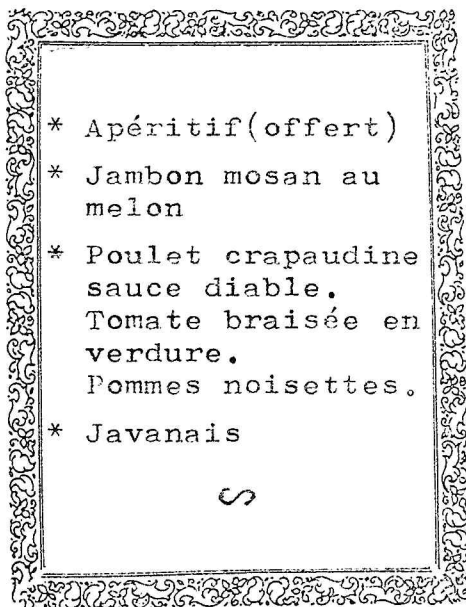 * Apéritif(offert)
* Jambon mosan au
melon
* Poulet crapaudine
sauce diable.
Tomate braisée en
verdure.
Pommes noisettes.
* Javanais